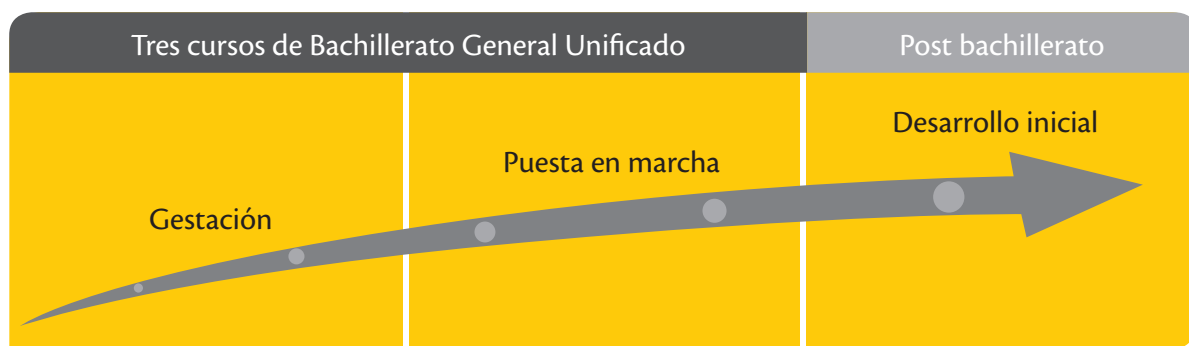 Tres cursos de Bachillerato General Unificado
Post bachillerato
Desarrollo inicial
Puesta en marcha
Gestación